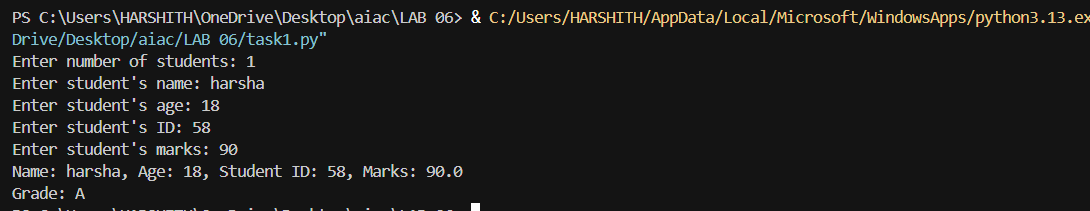 PS C:\Users\HARSHITH\OneDrive\Desktop\aiac\LAB 06> & C:/Users/HARSHITH/AppData/Local/Microsoft/WindowsApps/python3.13.ex
Drive/Desktop/aiac/LAB 06/task1.py"
Enter number of students: 1
Enter student's name: harsha
Enter student's age: 18
Enter student's ID: 58
Enter student's marks: 90
Name: harsha, Age: 18, Student ID: 58, Marks: 90.0
Grade: A